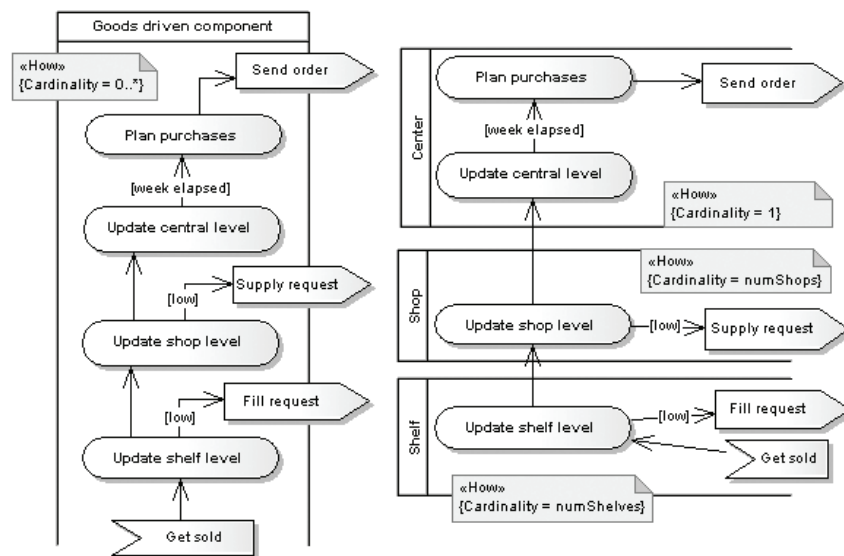 Goods driven component
«How»
{Cardinality = 0..*}
Send order
Plan purchases
[week elapsed]
Update central level
Supply request
[low]
Update shop level
Fill request
[low]
Update shelf level
Get sold
Center
Plan purchases
Send order
[week elapsed]
Update central level
«How»
{Cardinality = 1}
Shop
«How»
{Cardinality = numShops}
Update shop level
[low]
Supply request
Shelf
Update shelf level
[low]
Fill request
Get sold
«How»
{Cardinality = numShelves}